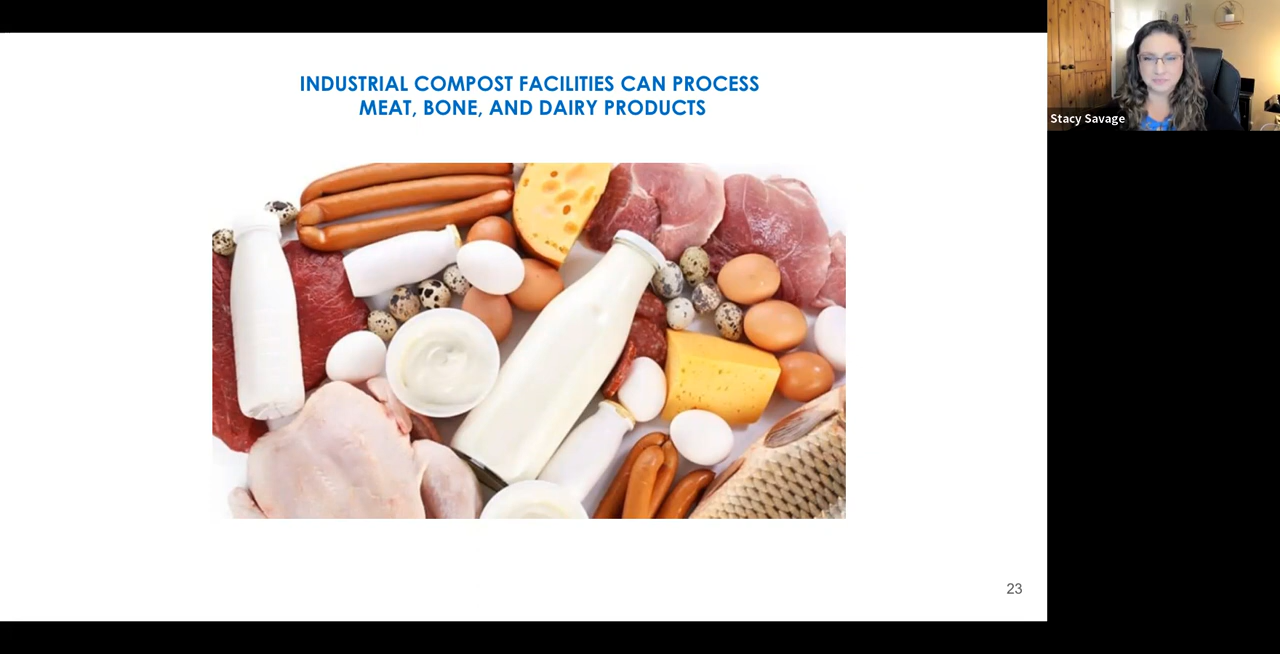 INDUSTRIAL COMPOST FACILITIES CAN PROCESS
MEAT, BONE, AND DAIRY PRODUCTS
Stacy Savage
23